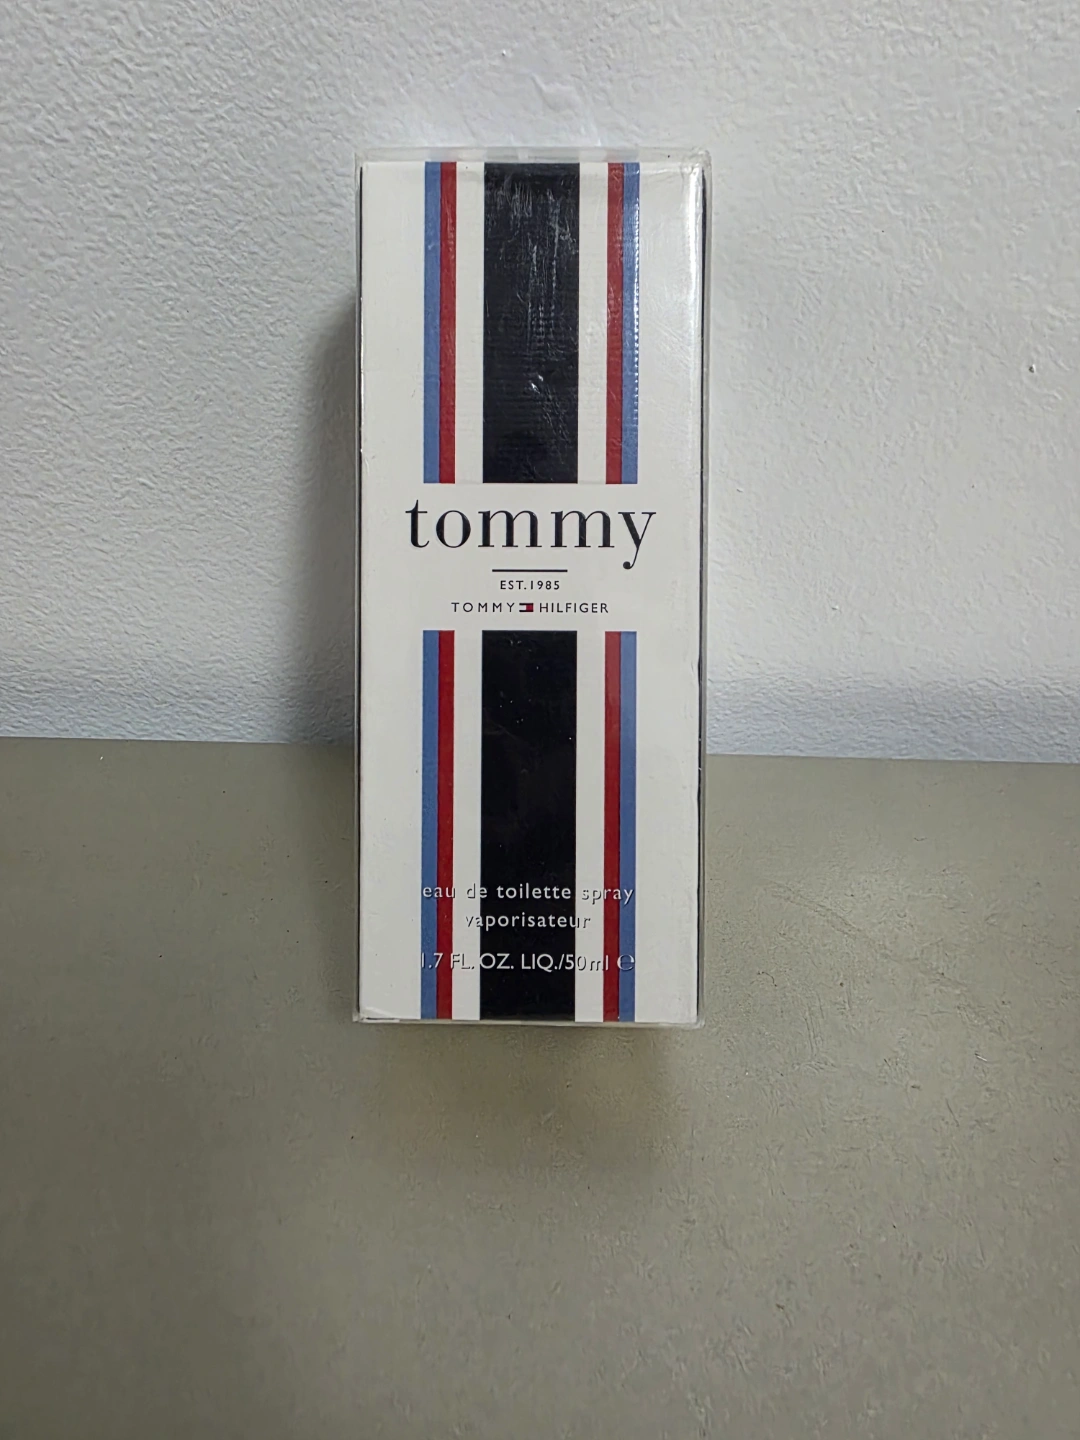 tommy
EST.1985
TOMMY HILFIGER
eau de toilette spray
vaporisateur
1.7 FL. OZ. LIQ./50ml ℮